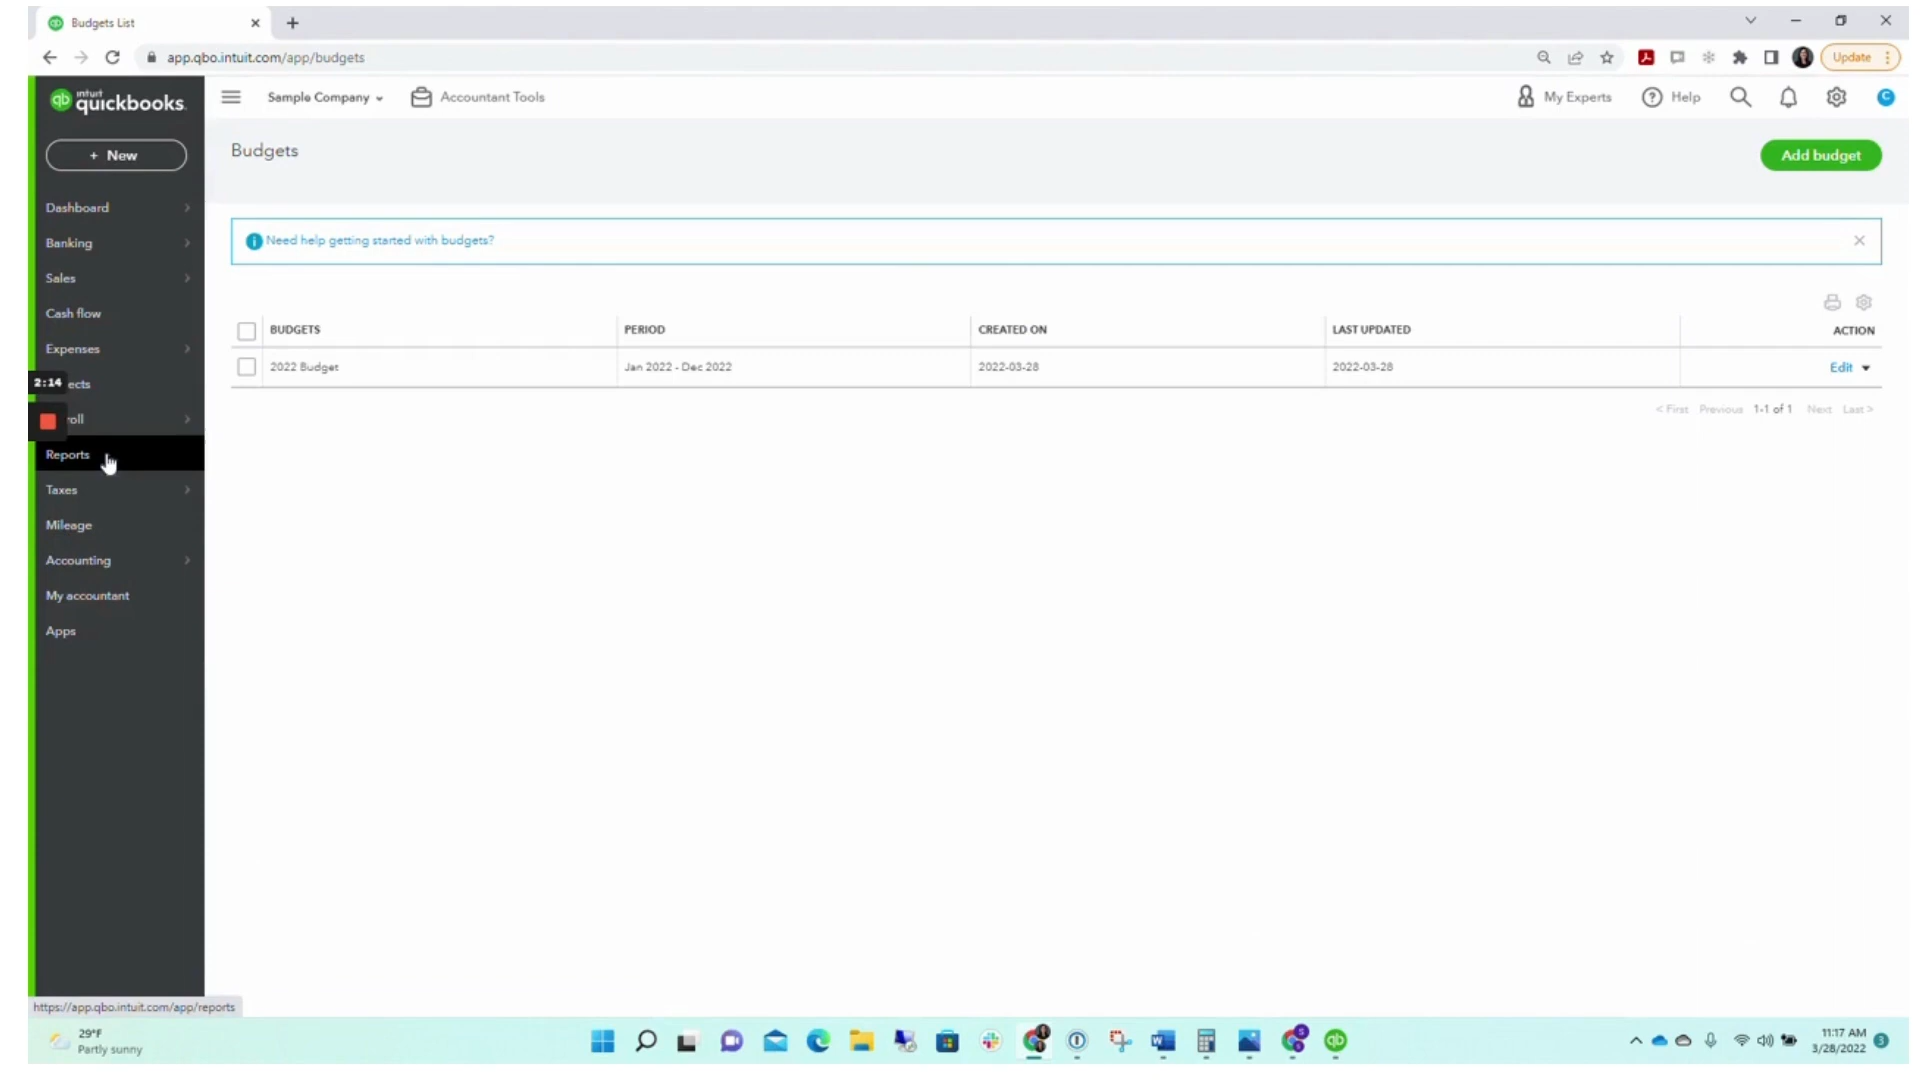 Budgets List
app.qbo.intuit.com/app/budgets
Update
intuit
quickbooks.
Sample Company
Accountant Tools
My Experts
Help
C
+ New
Budgets
Add budget
Dashboard
Banking
Sales
Cash flow
Expenses
2:14 ects
roll
Reports
Taxes
Mileage
Accounting
My accountant
Apps
Need help getting started with budgets?
BUDGETS PERIOD CREATED ON LAST UPDATED ACTION
2022 Budget Jan 2022 - Dec 2022 2022-03-28 2022-03-28 Edit
< First Previous 1-1 of 1 Next Last >
https://app.qbo.intuit.com/app/reports
29°F
Partly sunny
11:17 AM
3/28/2022
3